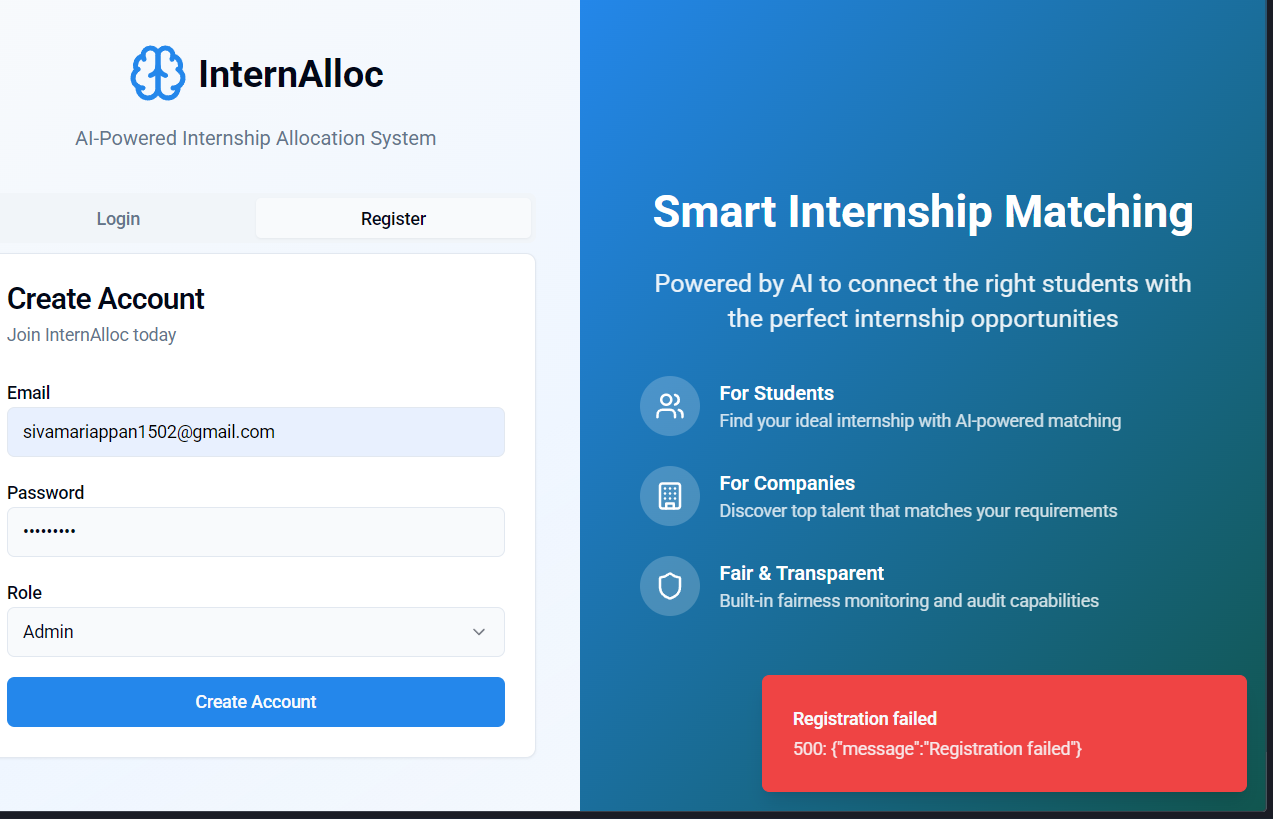 InternAlloc
AI-Powered Internship Allocation System
Login
Register
Create Account
Join InternAlloc today
Email
sivamariappan1502@gmail.com
Password
•••••••••
Role
Admin
Create Account
Smart Internship Matching
Powered by AI to connect the right students with
the perfect internship opportunities
For Students
Find your ideal internship with AI-powered matching
For Companies
Discover top talent that matches your requirements
Fair & Transparent
Built-in fairness monitoring and audit capabilities
Registration failed
500: {"message":"Registration failed"}